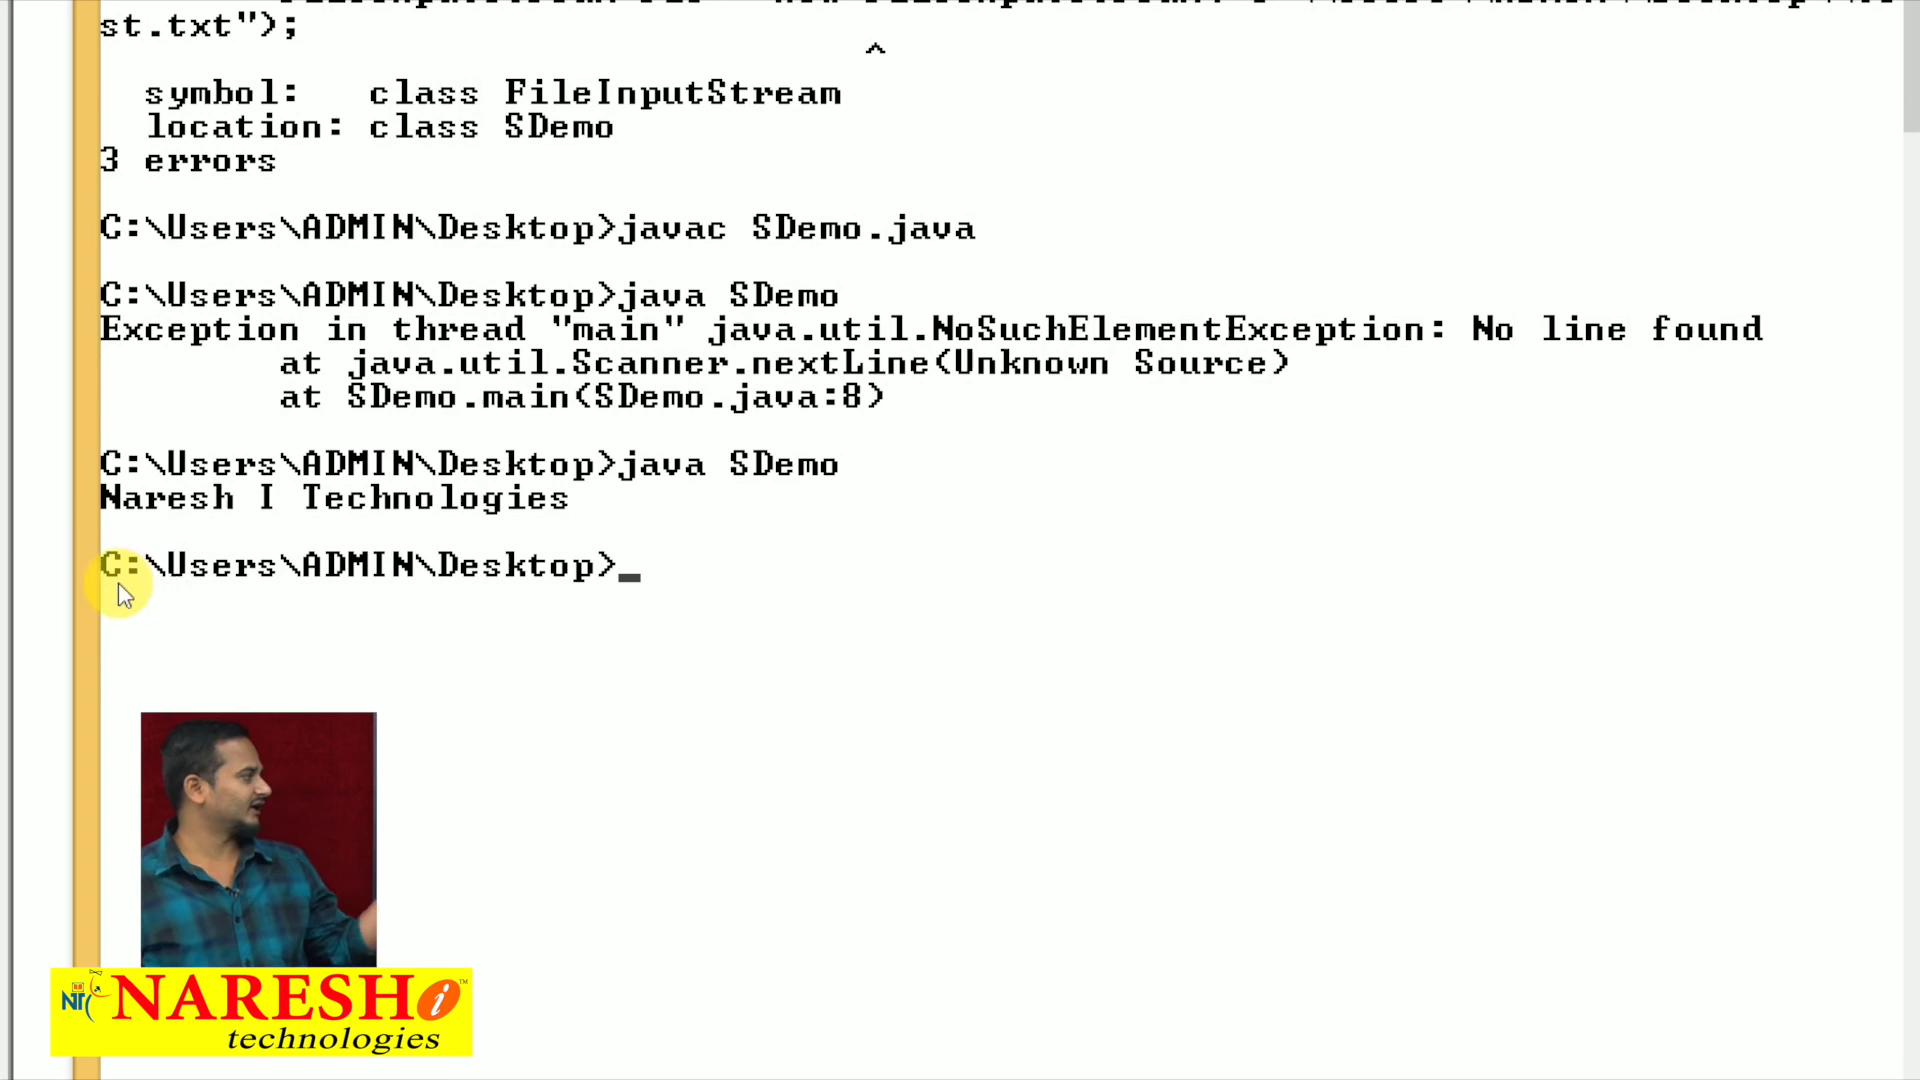 st.txt");
^
symbol:   class FileInputStream
location: class SDemo
3 errors
C:\Users\ADMIN\Desktop>javac SDemo.java
C:\Users\ADMIN\Desktop>java SDemo
Exception in thread "main" java.util.NoSuchElementException: No line found
at java.util.Scanner.nextLine(Unknown Source)
at SDemo.main(SDemo.java:8)
C:\Users\ADMIN\Desktop>java SDemo
Naresh I Technologies
C:\Users\ADMIN\Desktop>_
NARESH i ™
technologies